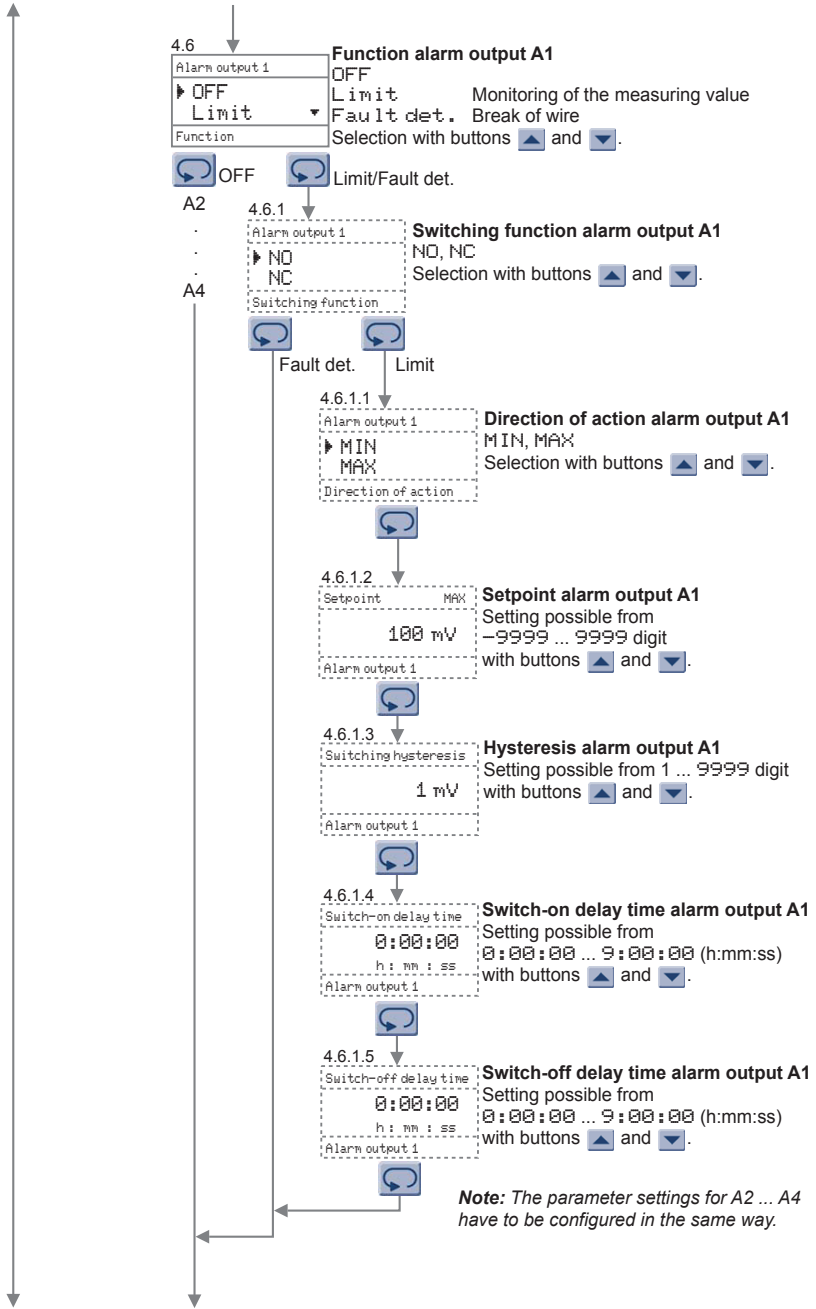 4.6
Alarm output 1
OFF
Limit
Function
Function alarm output A1
OFF
Limit Monitoring of the measuring value
Fault det. Break of wire
Selection with buttons and .
OFF
Limit/Fault det.
A2
.
.
.
A4
4.6.1
Alarm output 1
NO
NC
Switching function
Switching function alarm output A1
NO, NC
Selection with buttons and .
Fault det.
Limit
4.6.1.1
Alarm output 1
MIN
MAX
Direction of action
Direction of action alarm output A1
MIN, MAX
Selection with buttons and .
4.6.1.2
Setpoint MAX
100 mV
Alarm output 1
Setpoint alarm output A1
Setting possible from
-9999 ... 9999 digit
with buttons and .
4.6.1.3
Switching hysteresis
1 mV
Alarm output 1
Hysteresis alarm output A1
Setting possible from 1 ... 9999 digit
with buttons and .
4.6.1.4
Switch-on delay time
0:00:00
h : mm : ss
Alarm output 1
Switch-on delay time alarm output A1
Setting possible from
0:00:00 ... 9:00:00 (h:mm:ss)
with buttons and .
4.6.1.5
Switch-off delay time
0:00:00
h : mm : ss
Alarm output 1
Switch-off delay time alarm output A1
Setting possible from
0:00:00 ... 9:00:00 (h:mm:ss)
with buttons and .
Note: The parameter settings for A2 ... A4
have to be configured in the same way.